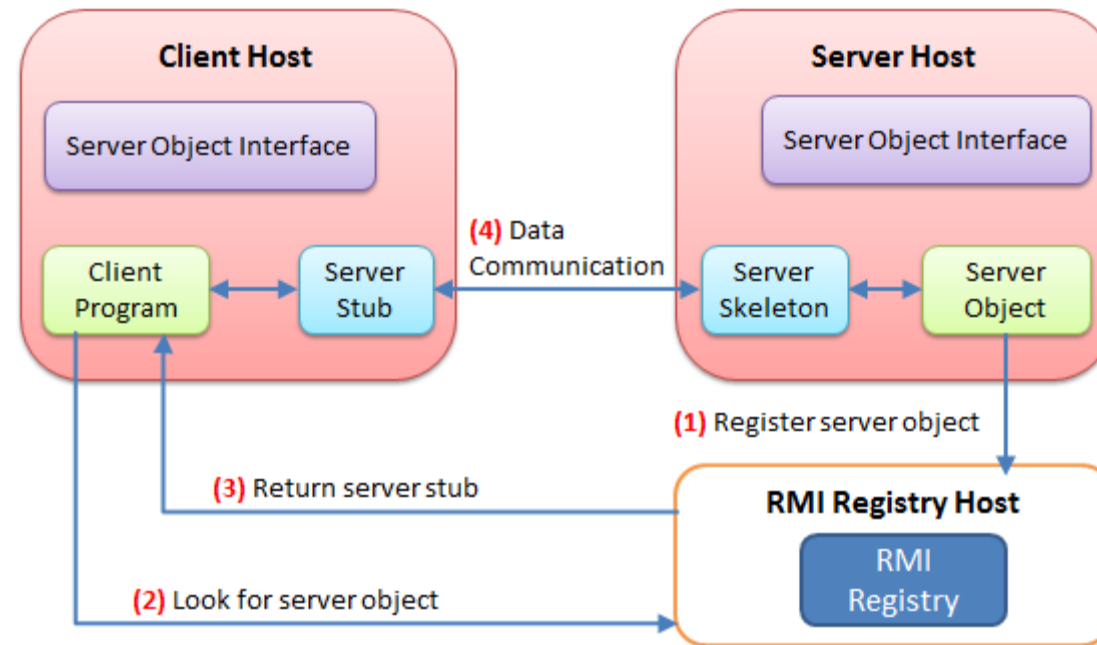 Client Host
Server Object Interface
Client
Program
Server
Stub
(4) Data
Communication
Server Host
Server Object Interface
Server
Skeleton
Server
Object
(1) Register server object
(3) Return server stub
(2) Look for server object
RMI Registry Host
RMI
Registry